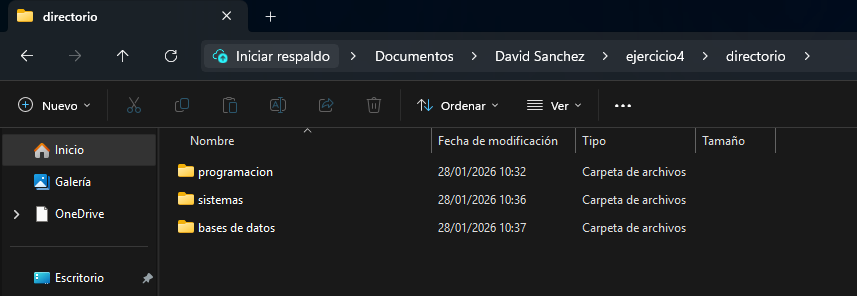 directorio
Iniciar respaldo > Documentos > David Sanchez > ejercicio4 > directorio >
Nuevo Ordenar Ver
Nombre Fecha de modificación Tipo Tamaño
Inicio
programacion 28/01/2026 10:32 Carpeta de archivos
Galería
sistemas 28/01/2026 10:36 Carpeta de archivos
OneDrive
bases de datos 28/01/2026 10:37 Carpeta de archivos
Escritorio